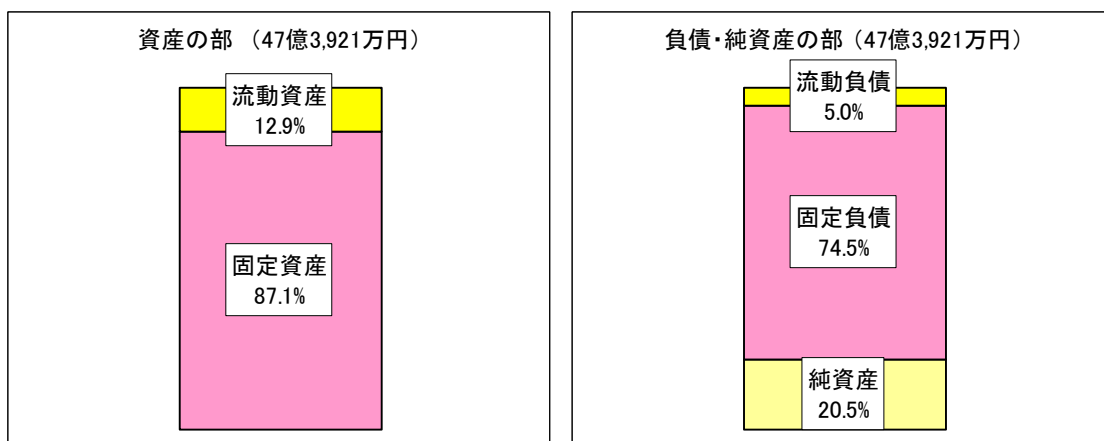 資産の部 （47億3,921万円）
流動資産
12.9%
固定資産
87.1%
負債・純資産の部（47億3,921万円）
流動負債
5.0%
固定負債
74.5%
純資産
20.5%